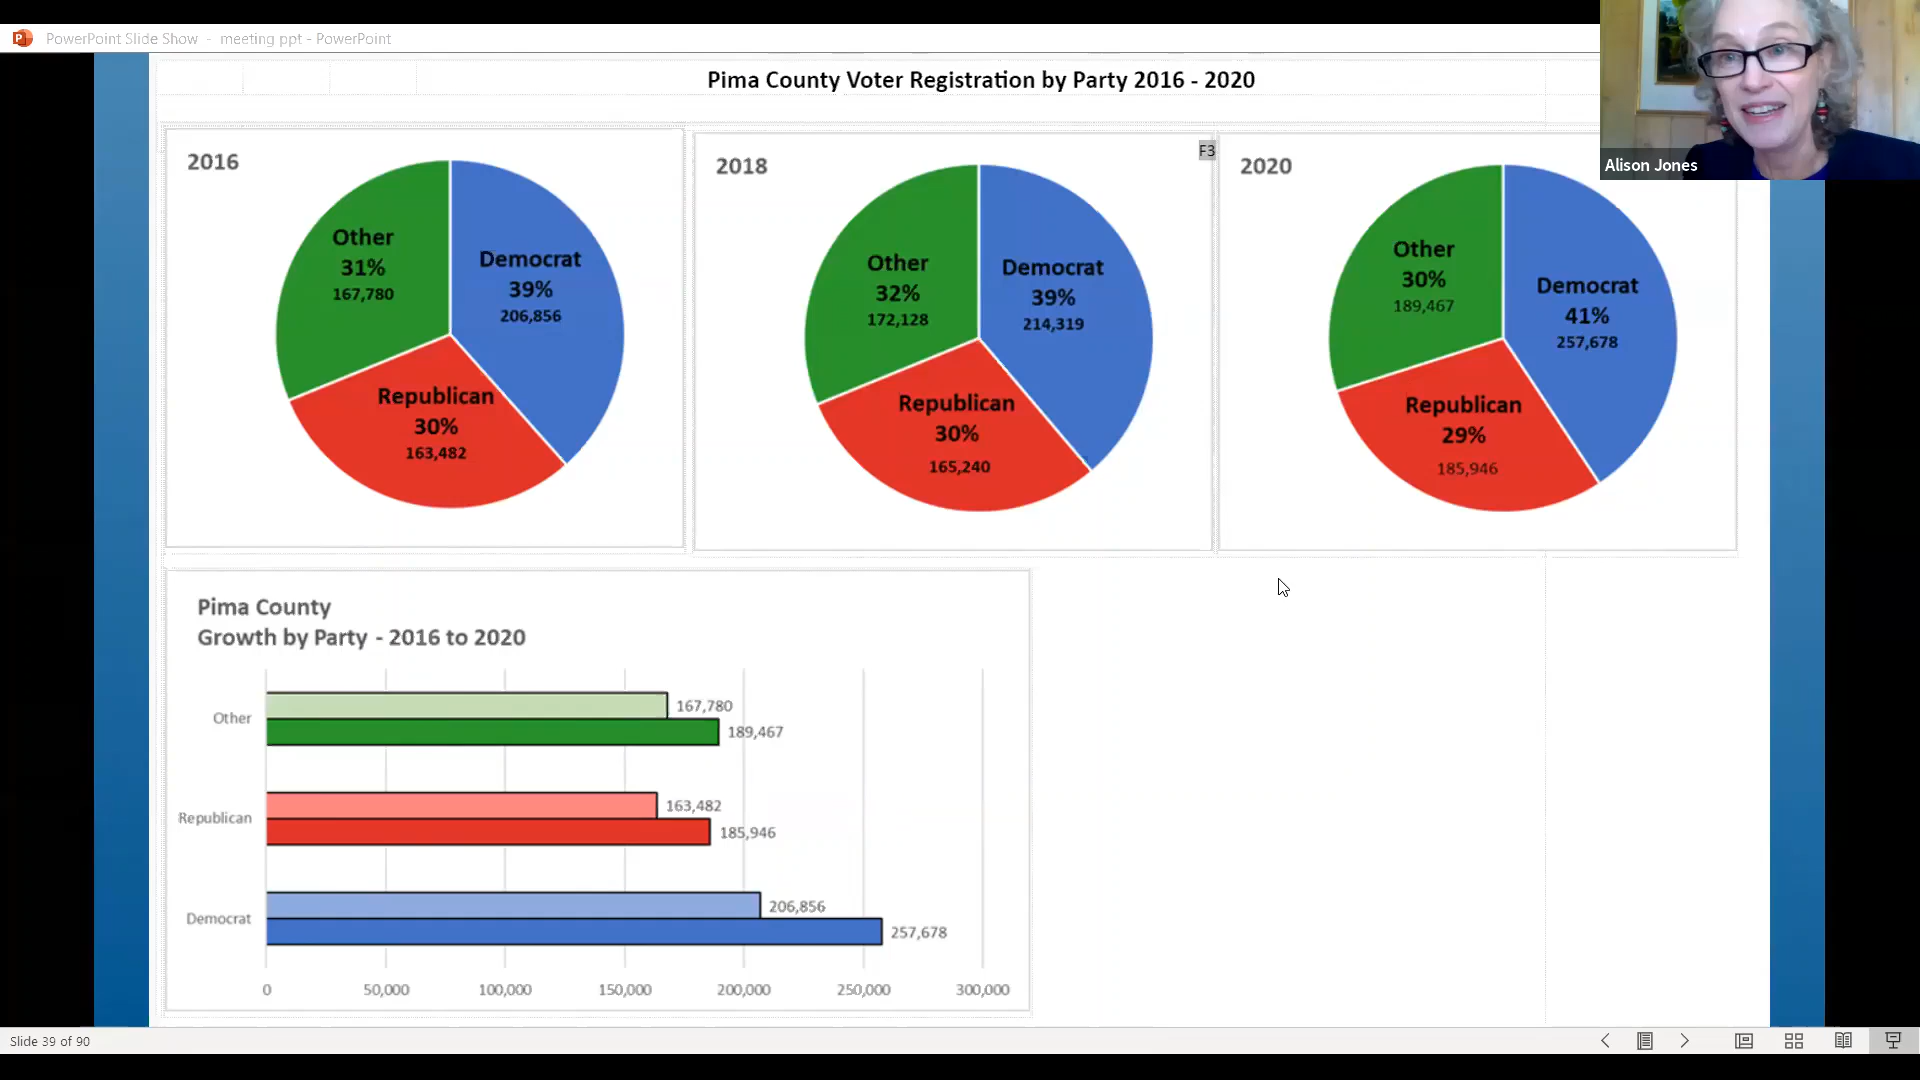 PowerPoint Slide Show - meeting ppt - PowerPoint
Alison Jones
Pima County Voter Registration by Party 2016 - 2020
2016
Other
31%
167,780
Democrat
39%
206,856
Republican
30%
163,482
2018
F3
Other
32%
172,128
Democrat
39%
214,319
Republican
30%
165,240
2020
Other
30%
189,467
Democrat
41%
257,678
Republican
29%
185,946
Pima County
Growth by Party - 2016 to 2020
Other
167,780
189,467
Republican
163,482
185,946
Democrat
206,856
257,678
0 50,000 100,000 150,000 200,000 250,000 300,000
Slide 39 of 90